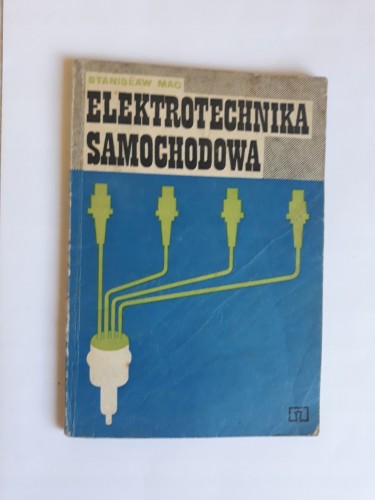 STANISŁAW MAC
ELEKTROTECHNIKA
SAMOCHODOWA